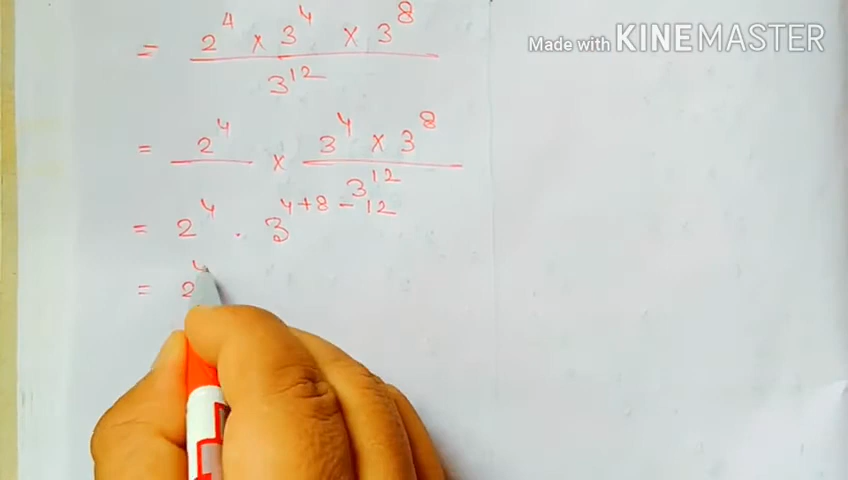 Made with KINEMASTER
= 2^4 × 3^4 × 3^8 / 3^12
= 2^4 / × 3^4 × 3^8 / 3^12
= 2^4 . 3^4+8-12
= 2^4